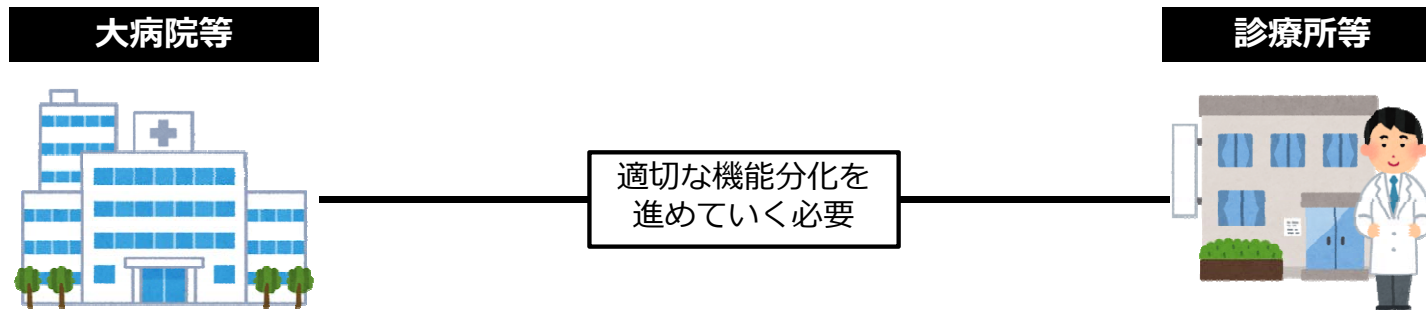 大病院等
診療所等
適切な機能分化を
進めていく必要